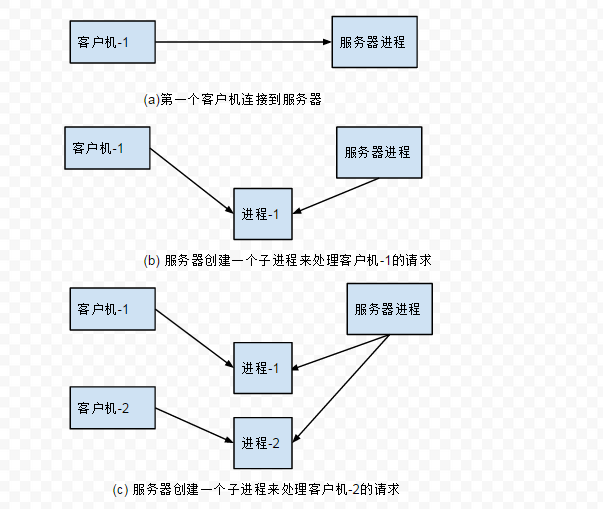 客户机-1
服务器进程
(a)第一个客户机连接到服务器
客户机-1
服务器进程
进程-1
(b) 服务器创建一个子进程来处理客户机-1的请求
客户机-1
服务器进程
进程-1
客户机-2
进程-2
(c) 服务器创建一个子进程来处理客户机-2的请求